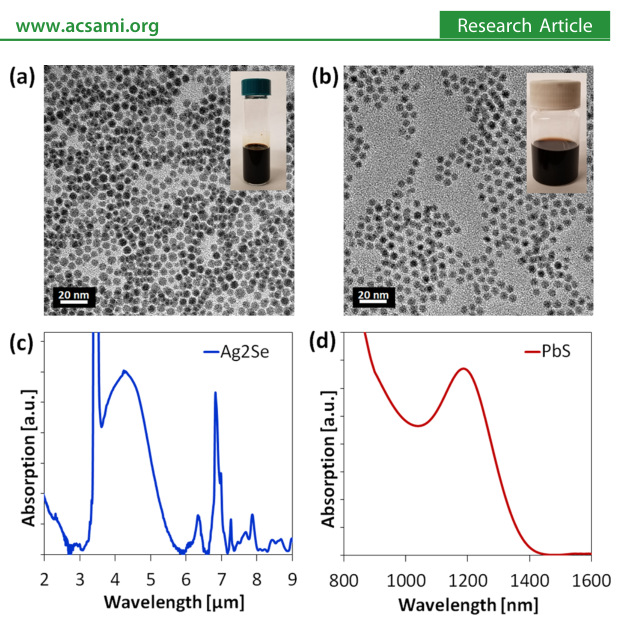 www.acsami.org
Research Article
(a)
(b)
20 nm
20 nm
(c)
(d)
Ag2Se
PbS
Absorption [a.u.]
Absorption [a.u.]
2 3 4 5 6 7 8 9
800 1000 1200 1400 1600
Wavelength [μm]
Wavelength [nm]